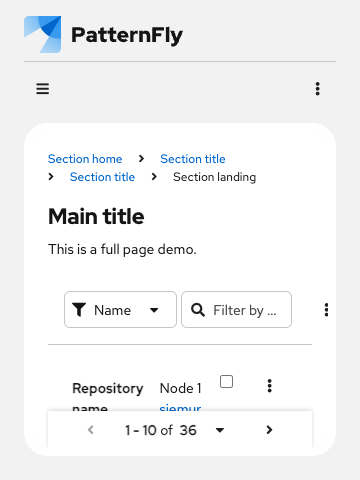 PatternFly
Section home Section title
Section title Section landing
Main title
This is a full page demo.
Name Filter by ...
Repository Node 1
name siemur
1 - 10 of 36